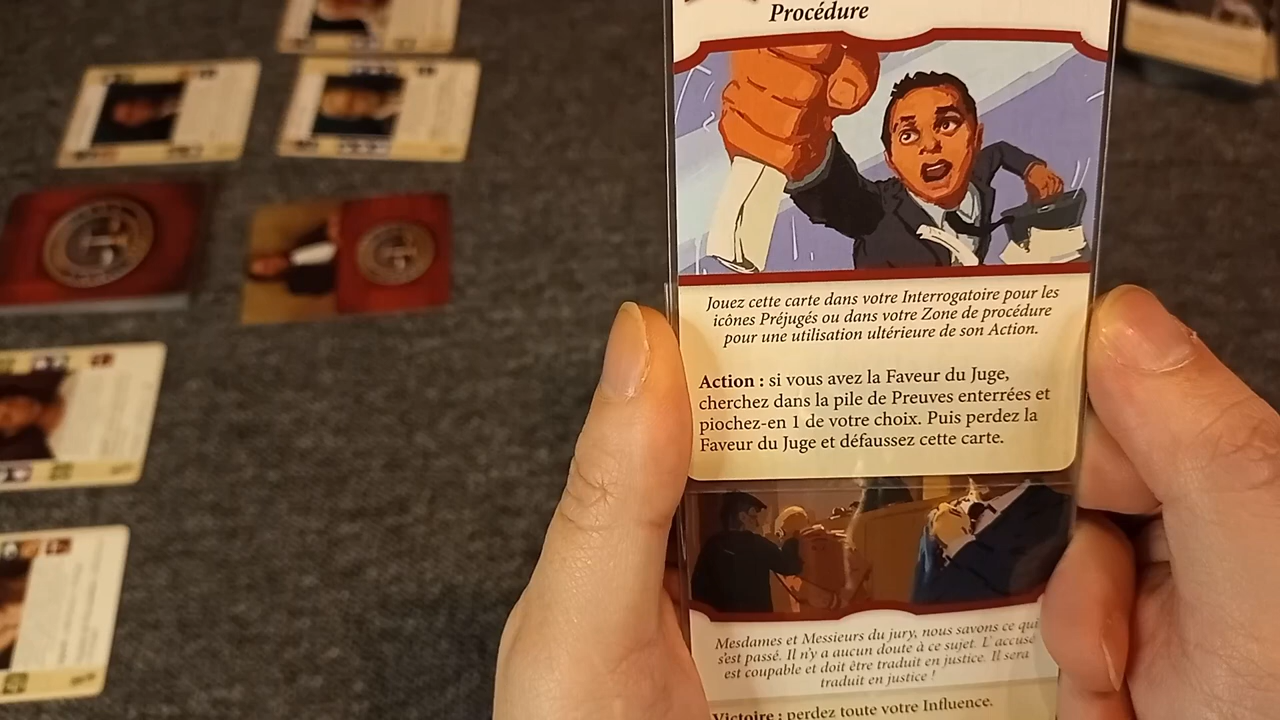 Procédure
Jouez cette carte dans votre Interrogatoire pour les
icônes Préjugés ou dans votre Zone de procédure
pour une utilisation ultérieure de son Action.
Action : si vous avez la Faveur du Juge,
cherchez dans la pile de Preuves enterrées et
piochez-en 1 de votre choix. Puis perdez la
Faveur du Juge et défaussez cette carte.
Mesdames et Messieurs du jury, nous savons ce qui
s'est passé. Il n'y a aucun doute à ce sujet. L'accusé
est coupable et doit être traduit en justice. Il sera
traduit en justice !
Victoire : perdez toute votre Influence.